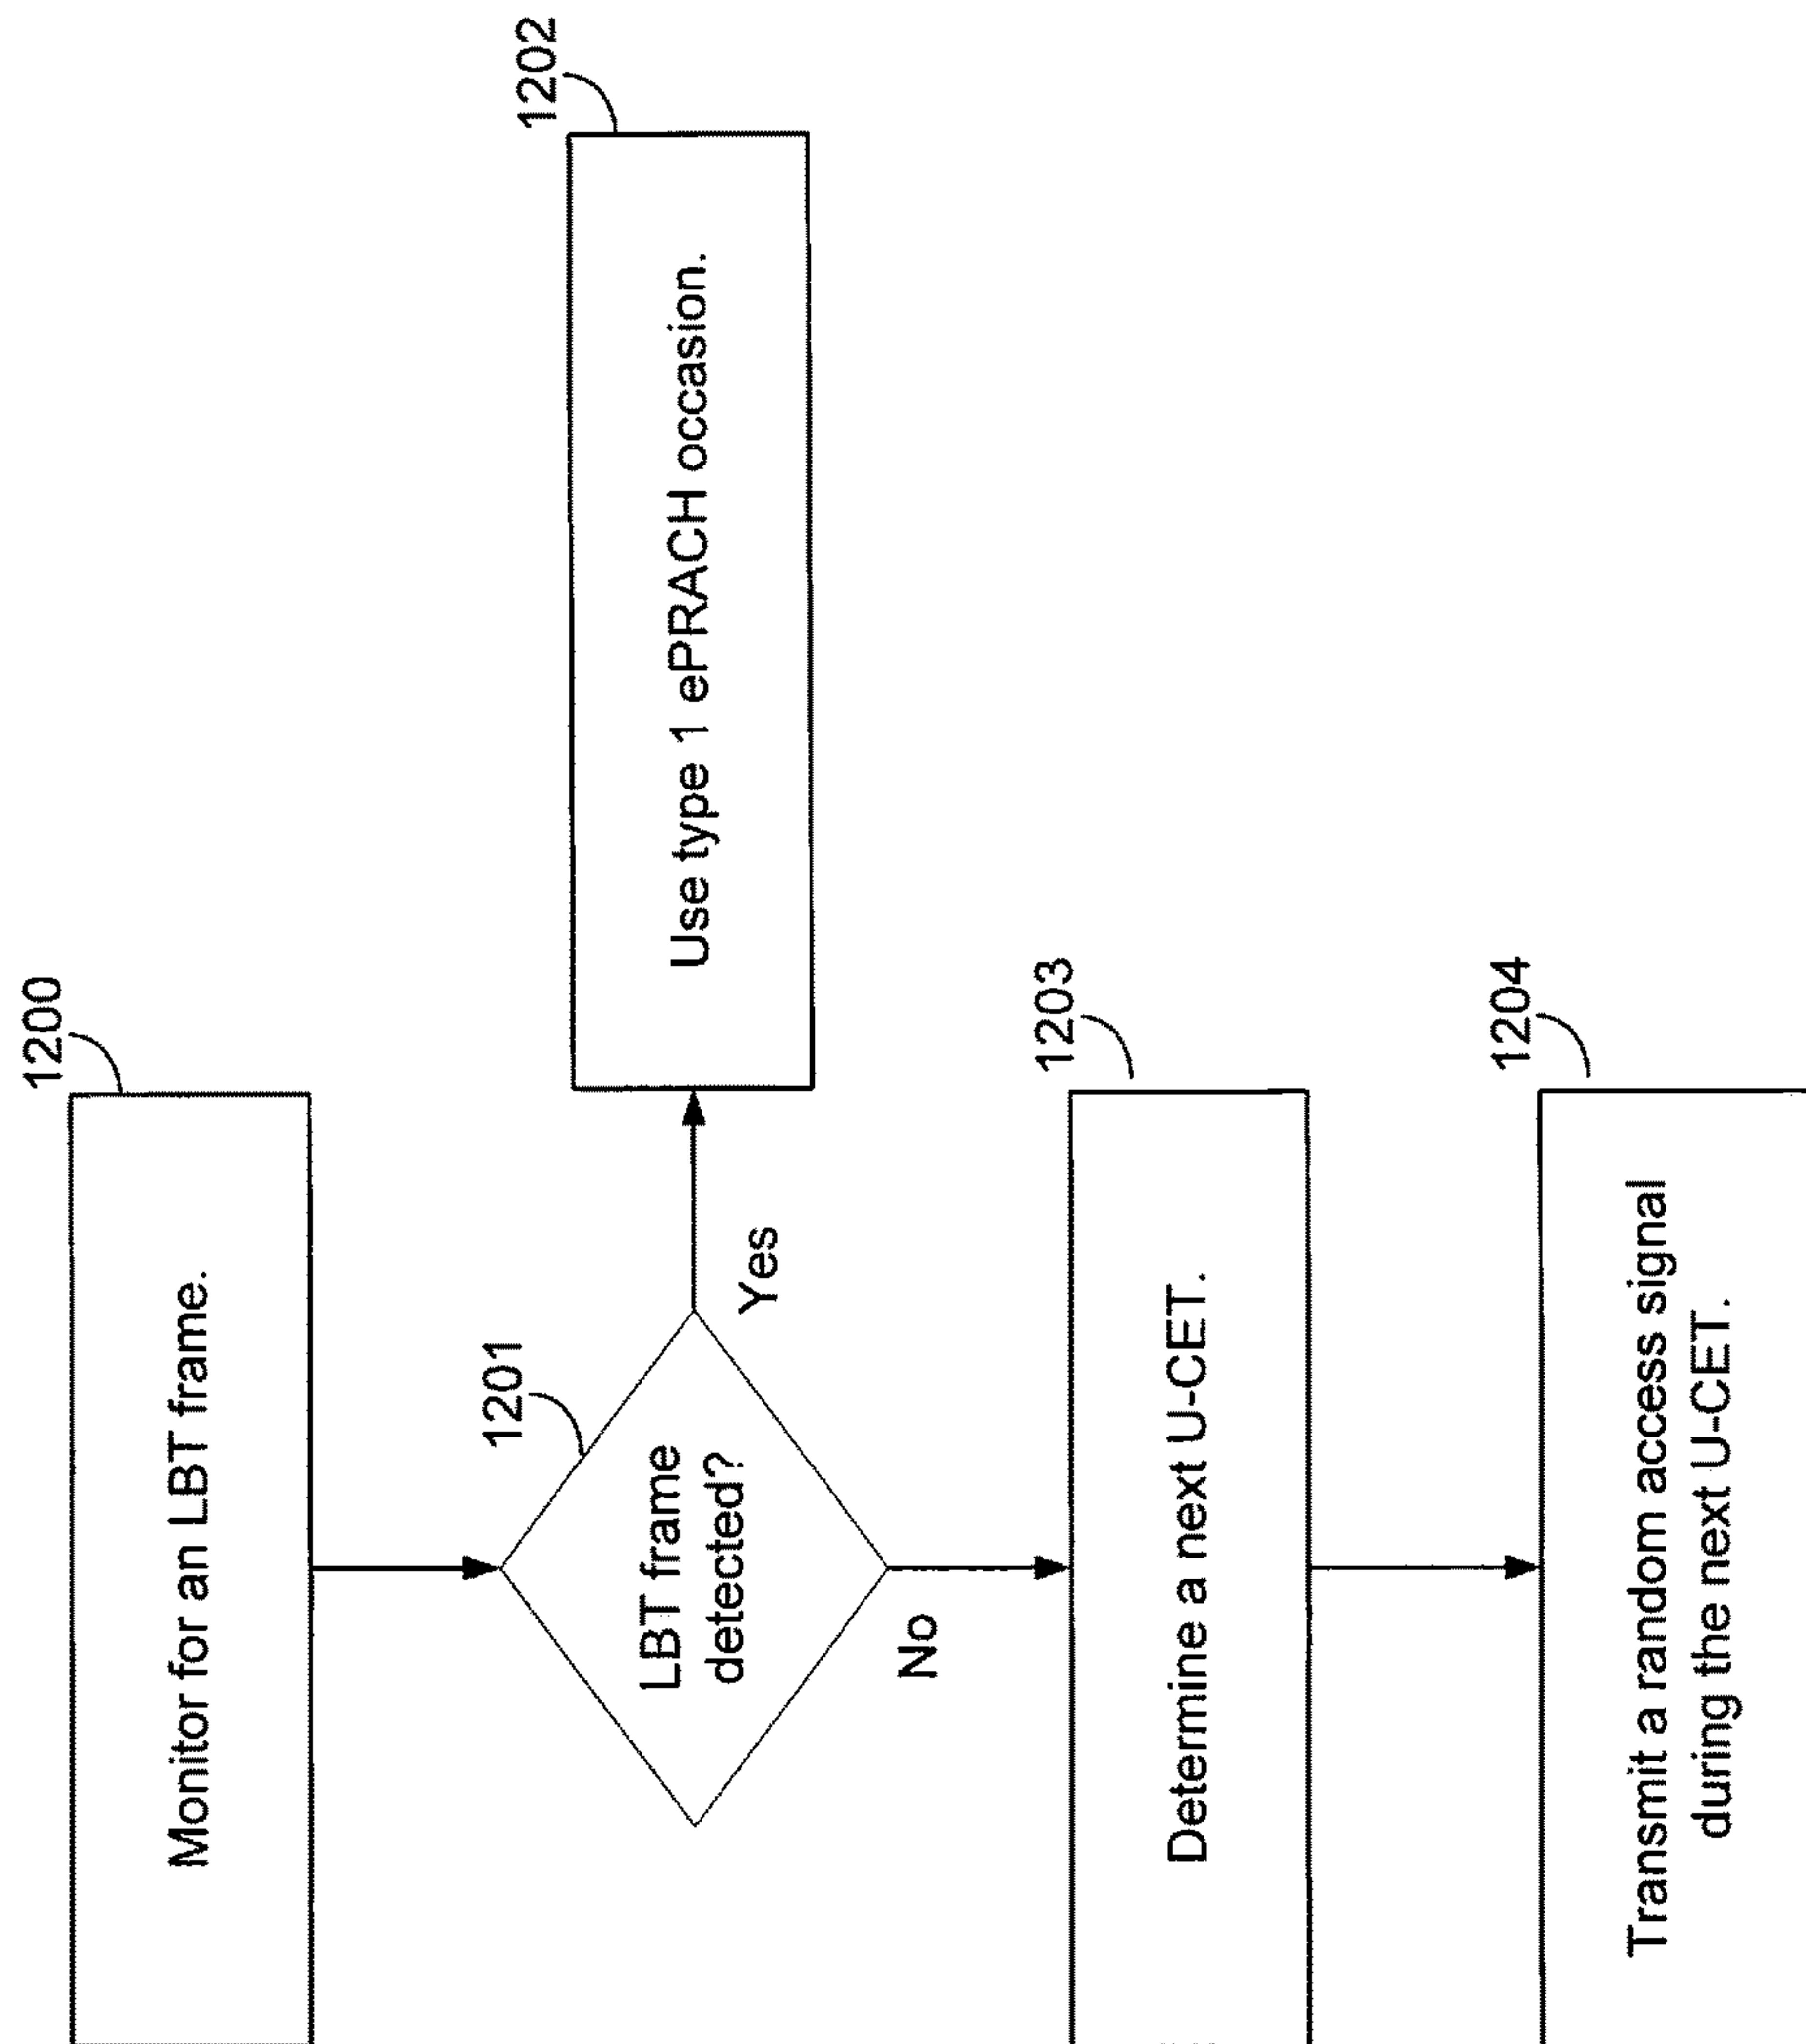 1200
Monitor for an LBT frame.
1201
LBT frame
detected?
Yes
1202
Use type 1 ePRACH occasion.
No
1203
Determine a next U-CET.
1204
Transmit a random access signal
during the next U-CET.